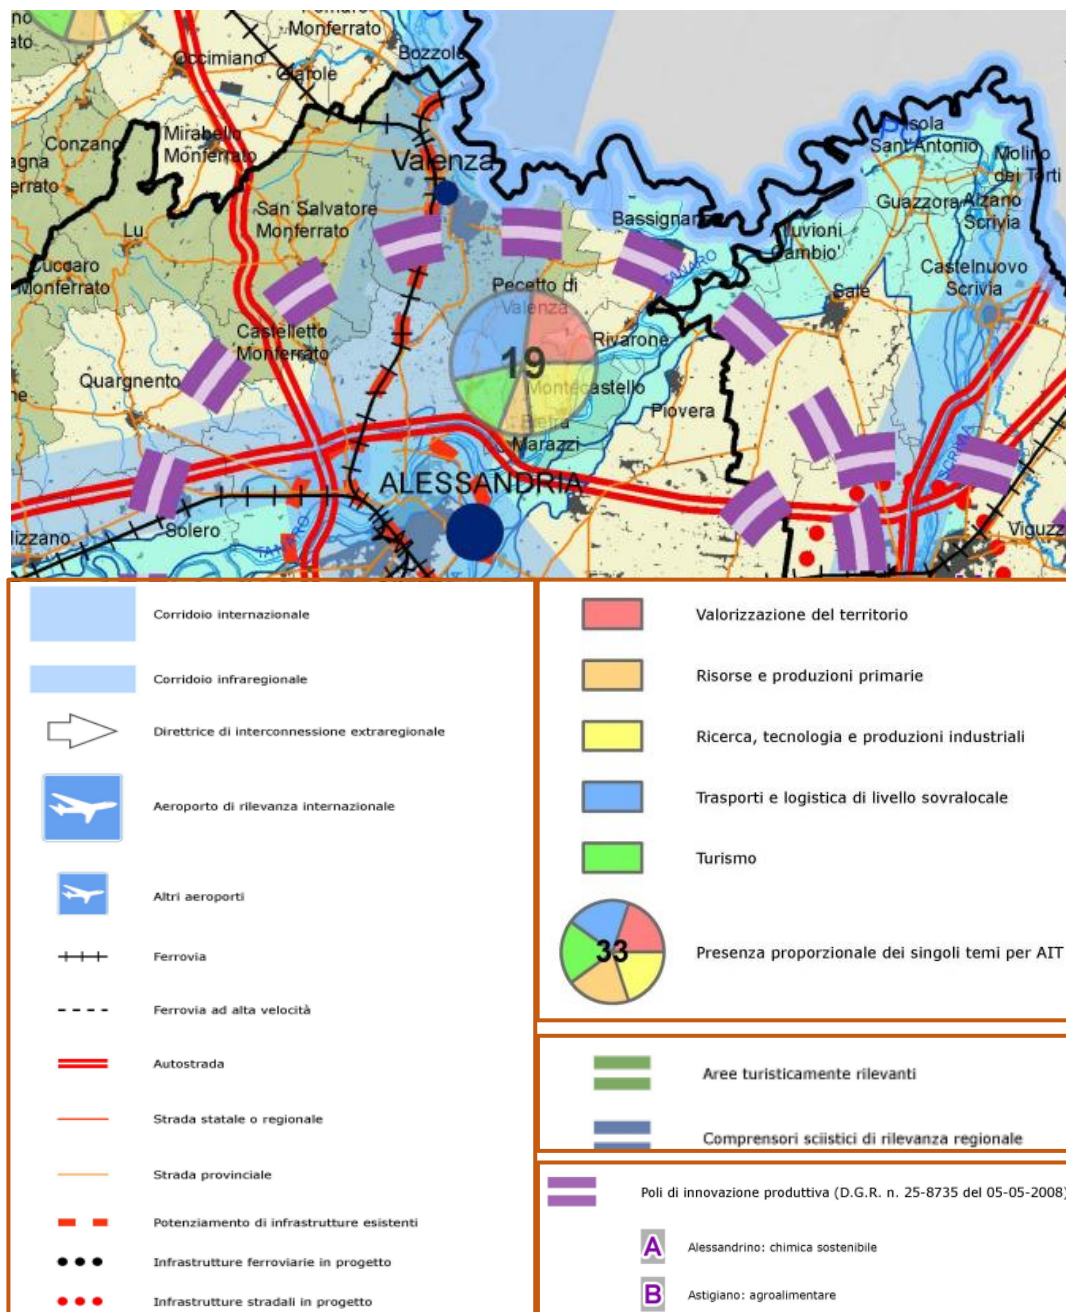 Monferrato
Occimiano
Giarole
Bozzole
Conzano
Mirabello
Monferrato
Valenza
Isola
Sant'Antonio
Molino
dei Torti
San Salvatore
Monferrato
Lu
Bassignana
Guazzora
Alzano
Scrivia
Alluvioni
Cambio'
Cuccaro
Monferrato
Pecetto di
Valenza
TANARO
Sale
Castelnuovo
Scrivia
Castelletto
Monferrato
19
Rivarone
Quargnento
Montecastello
Piovera
Pietra
Marazzi
ALESSANDRIA
Solero
TANARO
Corridoio internazionale
Corridoio infraregionale
Direttrice di interconnessione extraregionale
Aeroporto di rilevanza internazionale
Altri aeroporti
Ferrovia
Ferrovia ad alta velocità
Autostrada
Strada statale o regionale
Strada provinciale
Potenziamento di infrastrutture esistenti
Infrastrutture ferroviarie in progetto
Infrastrutture stradali in progetto
Valorizzazione del territorio
Risorse e produzioni primarie
Ricerca, tecnologia e produzioni industriali
Trasporti e logistica di livello sovralocale
Turismo
33
Presenza proporzionale dei singoli temi per AIT
Aree turisticamente rilevanti
Comprensori sciistici di rilevanza regionale
Poli di innovazione produttiva (D.G.R. n. 25-8735 del 05-05-2008)
A Alessandrino: chimica sostenibile
B Astigiano: agroalimentare